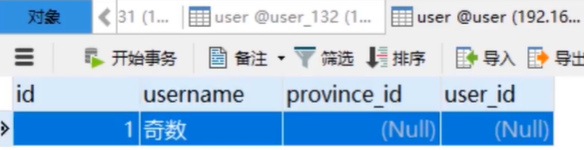 对象 31 (1... user @user_132 (1... user @user (192.16...
开始事务 备注 筛选 排序 导入 导出
id username province_id user_id
1 奇数 (Null) (Null)